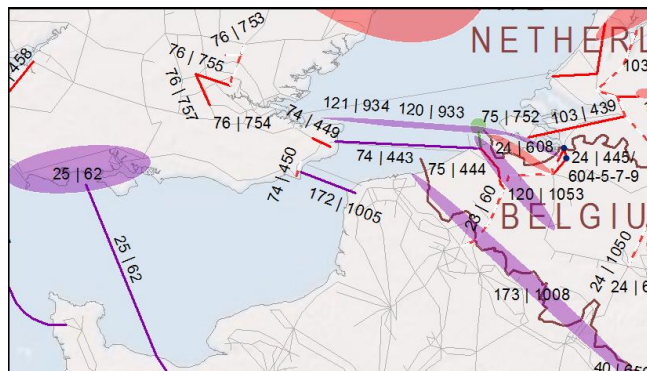 76 | 753
NETHERL
76 | 755
458
76 | 757
103
121 | 934
120 | 933
75 | 752
103 | 439
76 | 754
74 | 449
24 | 608
74 | 443
24 | 445/
604-5-7-9
74 | 450
75 | 444
25 | 62
172 | 1005
120 | 1053
23 | 60
BELGIU
25 | 62
24 | 1050
173 | 1008
24 | 6